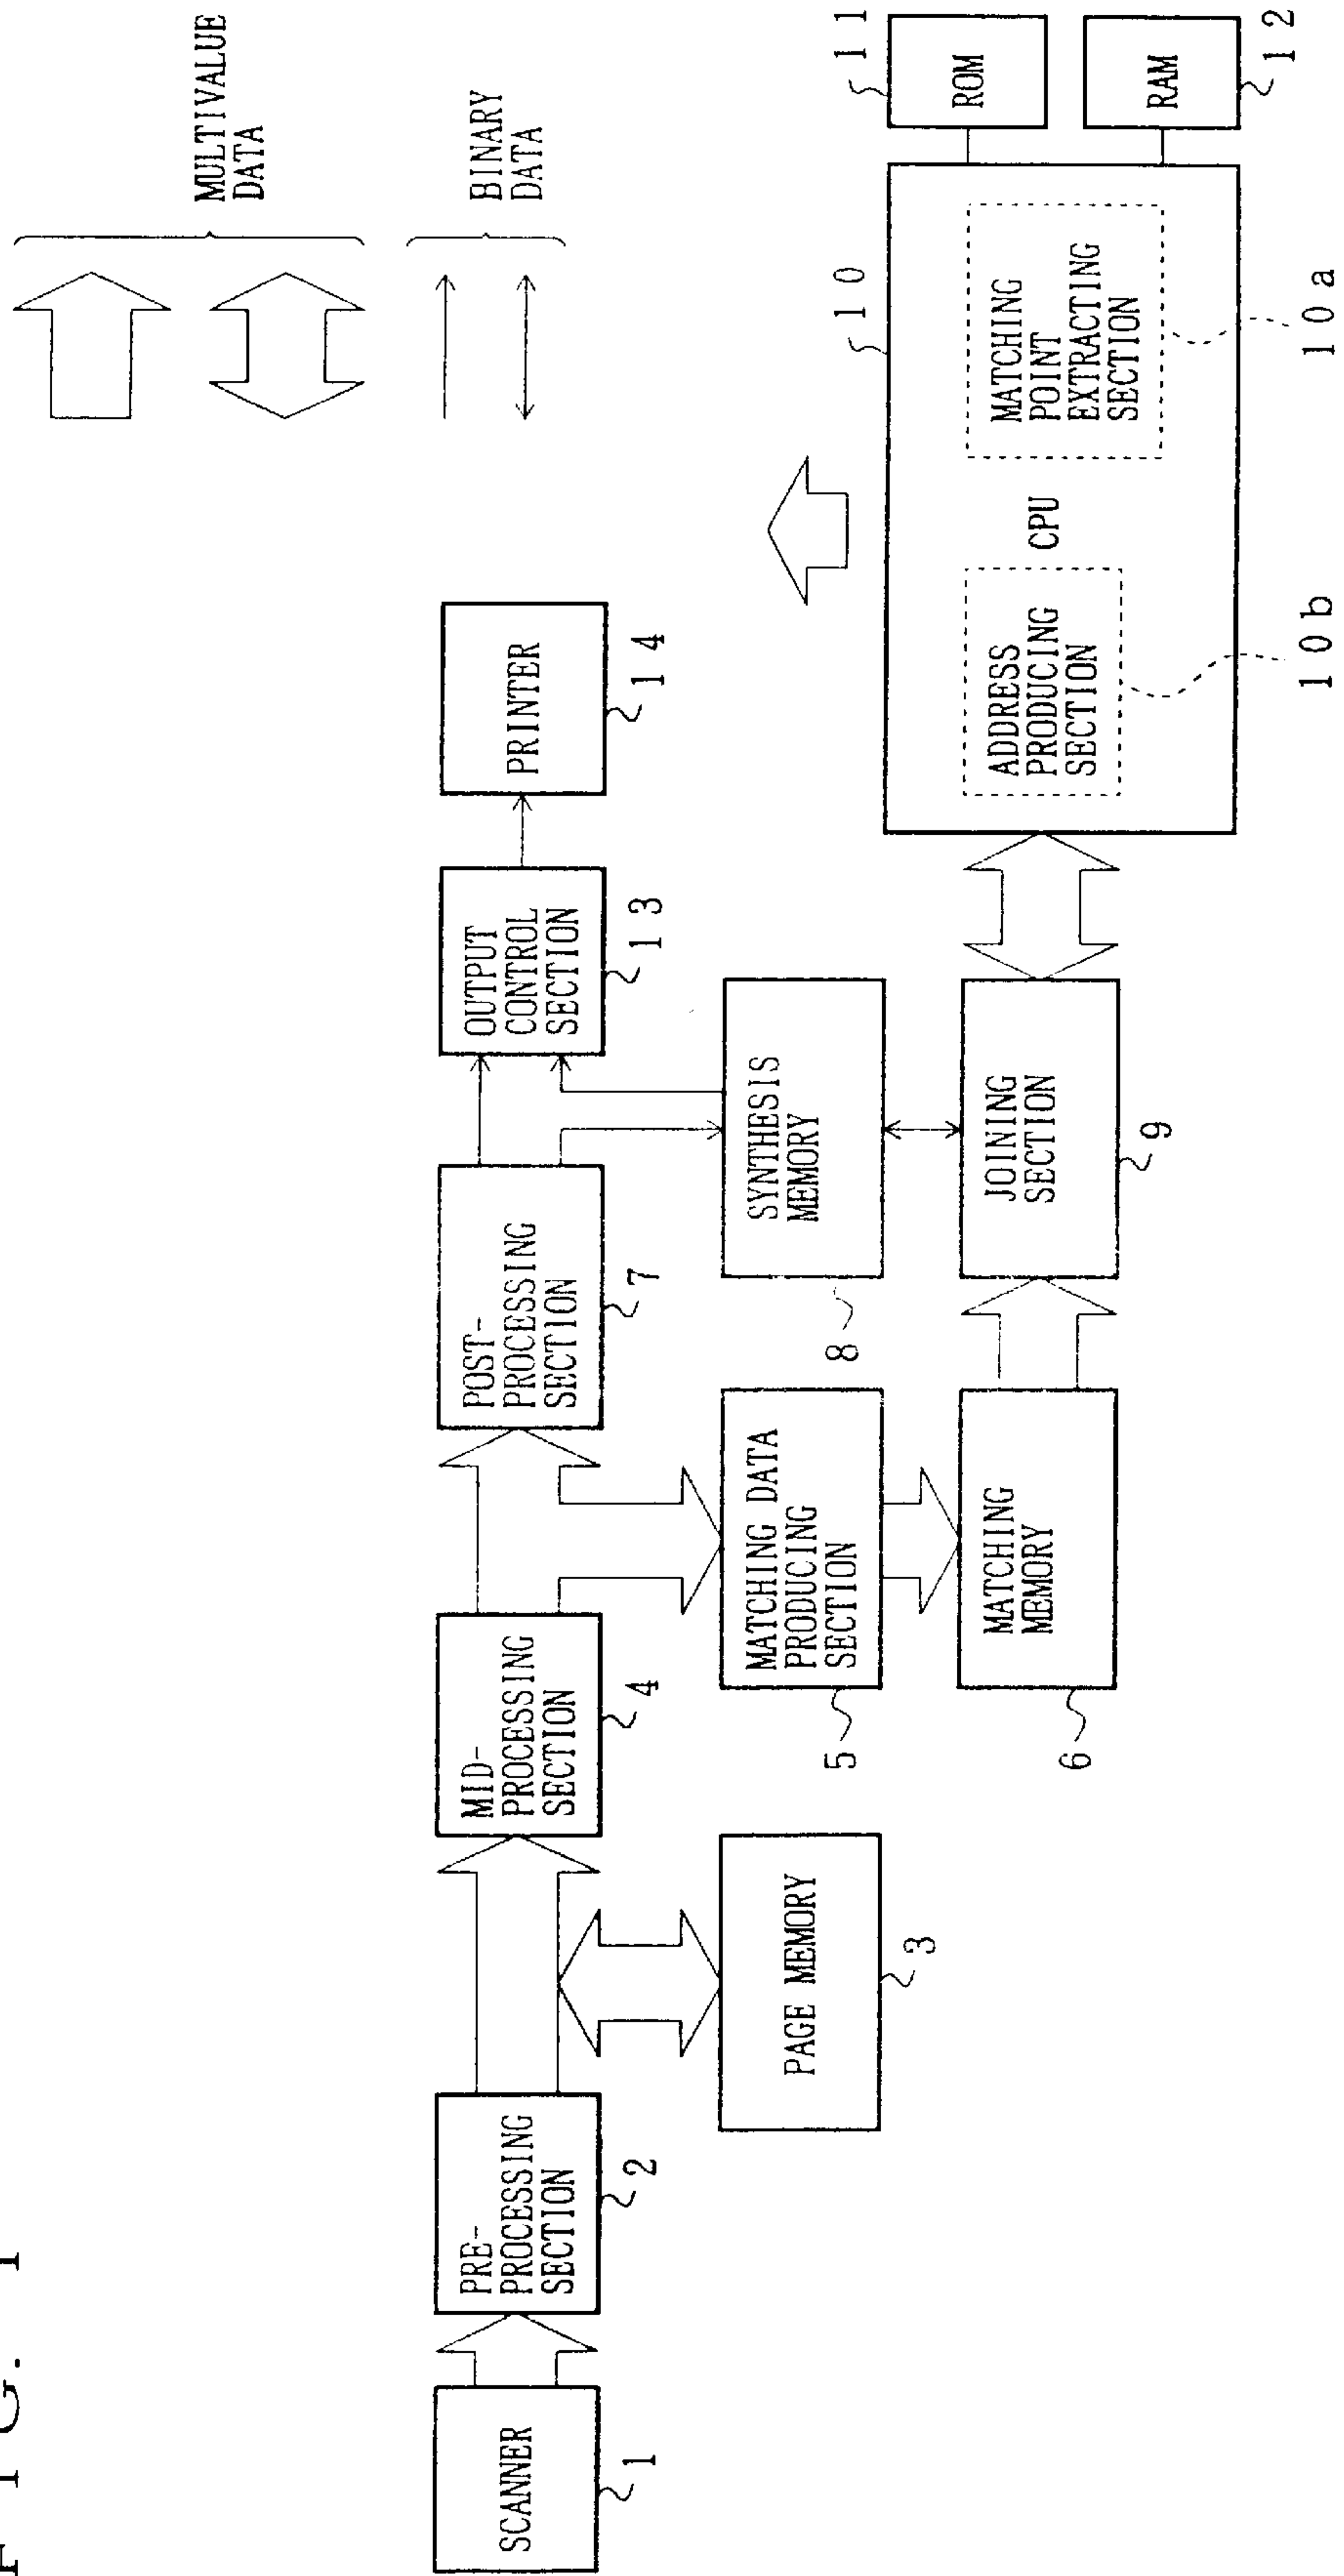 FIG. 1
MULTIVALUE
DATA
BINARY
DATA
SCANNER
1
PRE-
PROCESSING
SECTION
2
PAGE MEMORY
3
MID-
PROCESSING
SECTION
4
MATCHING DATA
PRODUCING
SECTION
5
MATCHING
MEMORY
6
POST-
PROCESSING
SECTION
7
SYNTHESIS
MEMORY
8
JOINING
SECTION
9
OUTPUT
CONTROL
SECTION
13
PRINTER
14
10
ADDRESS
PRODUCING
SECTION
10b
CPU
MATCHING
POINT
EXTRACTING
SECTION
10a
ROM
11
RAM
12